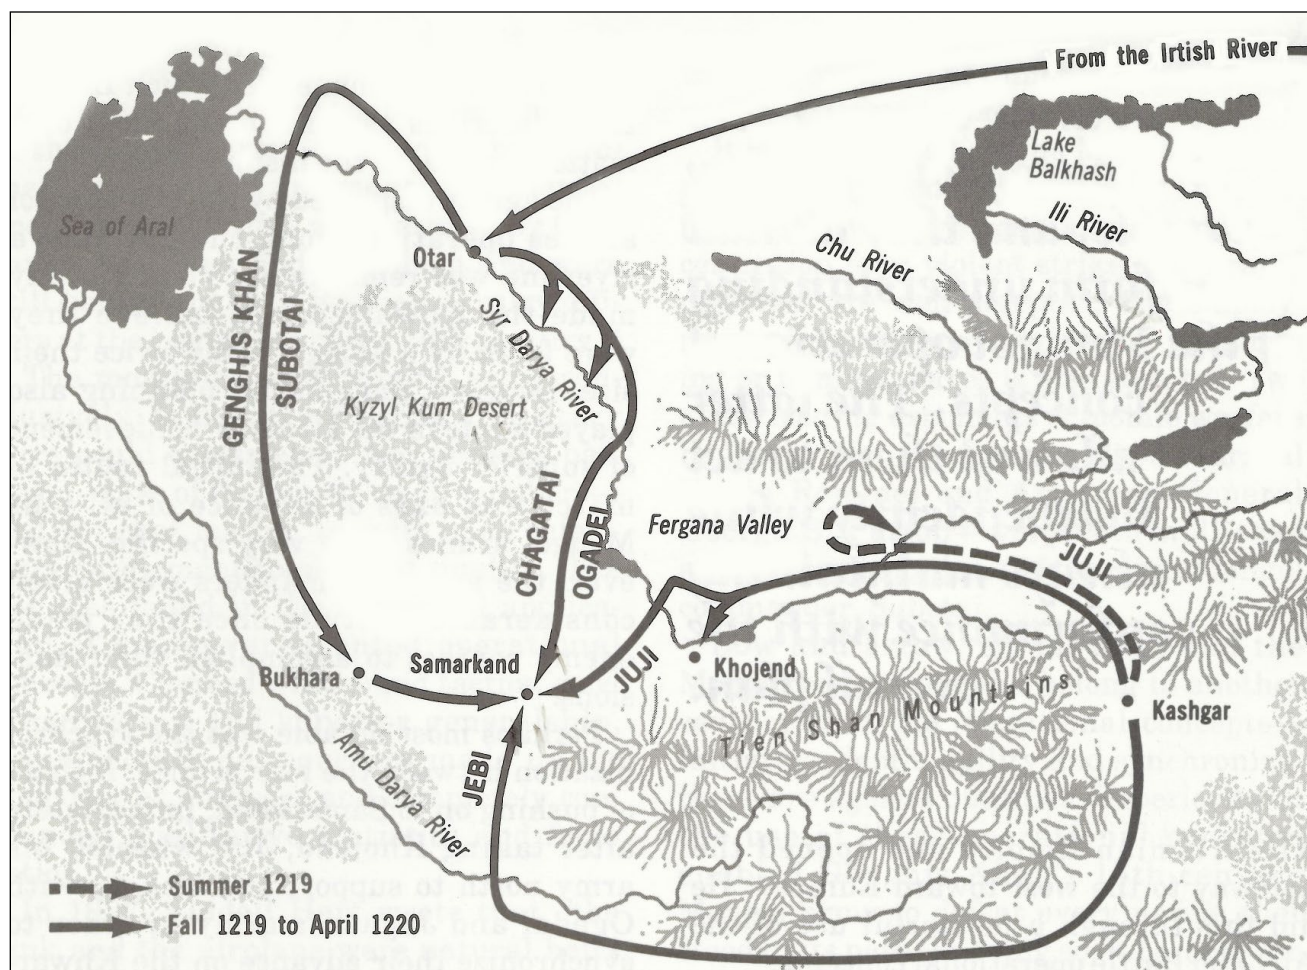 From the Irtish River
Lake
Balkhash
Ili River
Chu River
Sea of Aral
Otar
GENGHIS KHAN
SUBOTAI
Syr Darya River
Kyzyl Kum Desert
CHAGATAI
OGADEI
Fergana Valley
JUJI
Bukhara
Samarkand
JUJI
Khojend
Tien Shan Mountains
Kashgar
Amu Darya River
JEBI
Summer 1219
Fall 1219 to April 1220